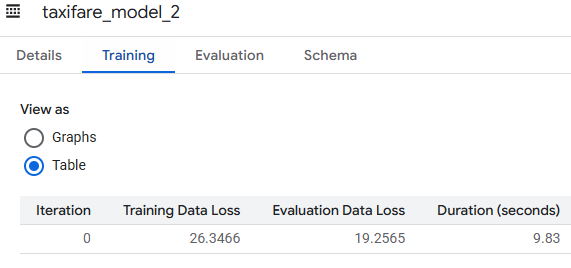 taxifare_model_2
Details Training Evaluation Schema
View as
Graphs
Table
Iteration Training Data Loss Evaluation Data Loss Duration (seconds)
0 26.3466 19.2565 9.83